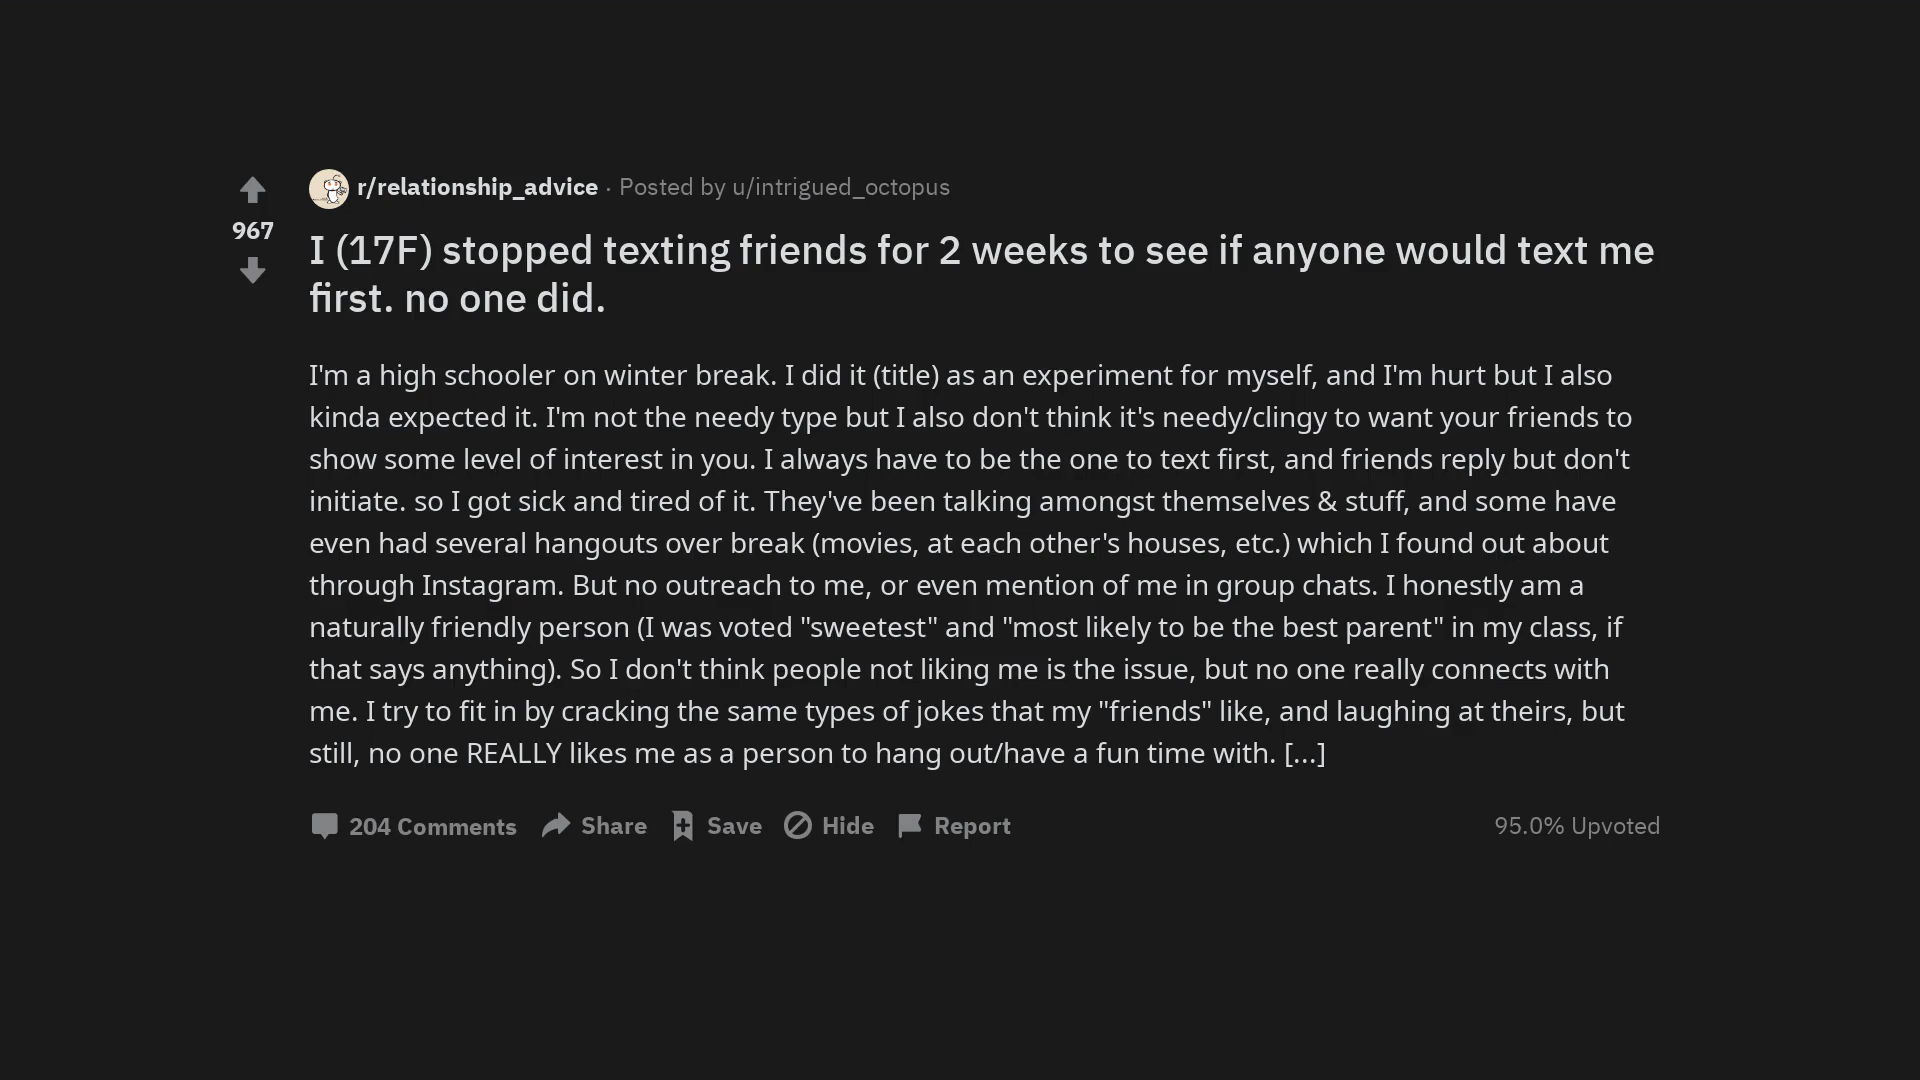 r/relationship_advice · Posted by u/intrigued_octopus
967
I (17F) stopped texting friends for 2 weeks to see if anyone would text me
first. no one did.
I'm a high schooler on winter break. I did it (title) as an experiment for myself, and I'm hurt but I also
kinda expected it. I'm not the needy type but I also don't think it's needy/clingy to want your friends to
show some level of interest in you. I always have to be the one to text first, and friends reply but don't
initiate. so I got sick and tired of it. They've been talking amongst themselves & stuff, and some have
even had several hangouts over break (movies, at each other's houses, etc.) which I found out about
through Instagram. But no outreach to me, or even mention of me in group chats. I honestly am a
naturally friendly person (I was voted "sweetest" and "most likely to be the best parent" in my class, if
that says anything). So I don't think people not liking me is the issue, but no one really connects with
me. I try to fit in by cracking the same types of jokes that my "friends" like, and laughing at theirs, but
still, no one REALLY likes me as a person to hang out/have a fun time with. [...]
204 Comments Share Save Hide Report 95.0% Upvoted